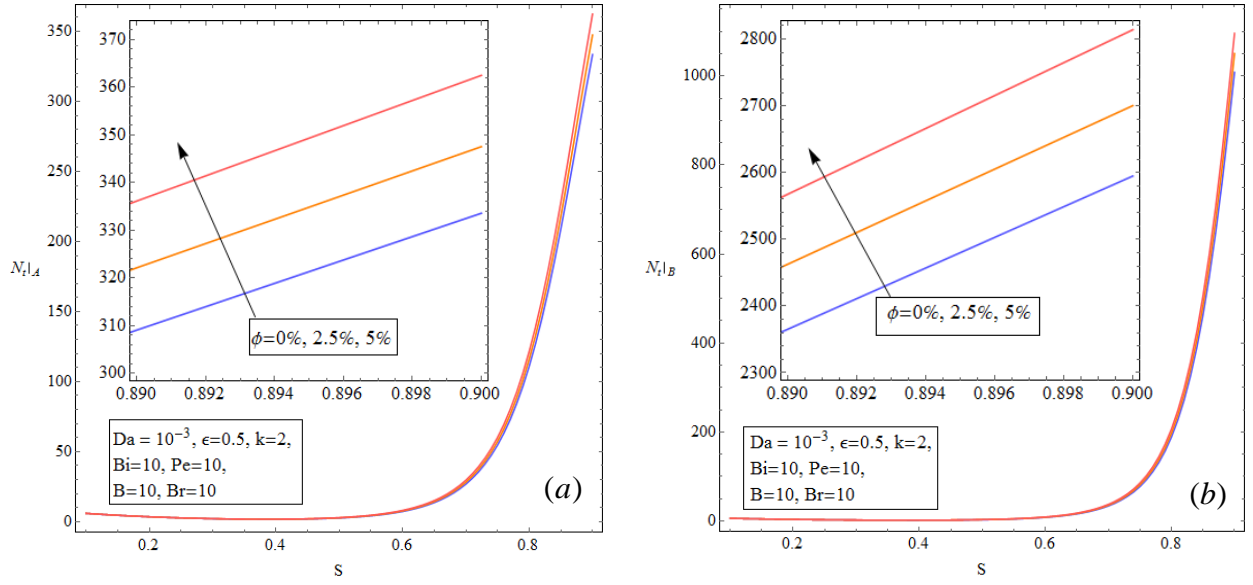 350
300
250
200
150
100
50
0
N_t|_A
370
360
350
340
330
320
310
300
0.890 0.892 0.894 0.896 0.898 0.900
ϕ=0%, 2.5%, 5%
Da = 10⁻³, ϵ=0.5, k=2,
Bi=10, Pe=10,
B=10, Br=10
(a)
0.2 0.4 0.6 0.8
S
1000
800
600
400
200
0
N_t|_B
2800
2700
2600
2500
2400
2300
0.890 0.892 0.894 0.896 0.898 0.900
ϕ=0%, 2.5%, 5%
Da = 10⁻³, ϵ=0.5, k=2,
Bi=10, Pe=10,
B=10, Br=10
(b)
0.2 0.4 0.6 0.8
S